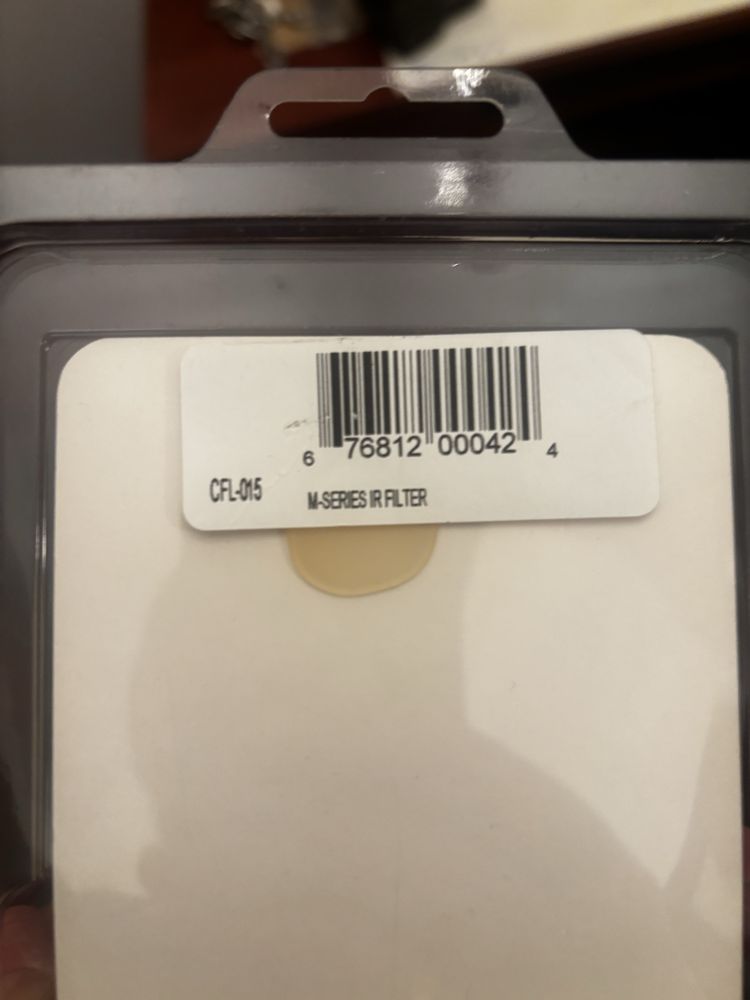 6 76812 00042 4
CFL-015 M-SERIES IR FILTER